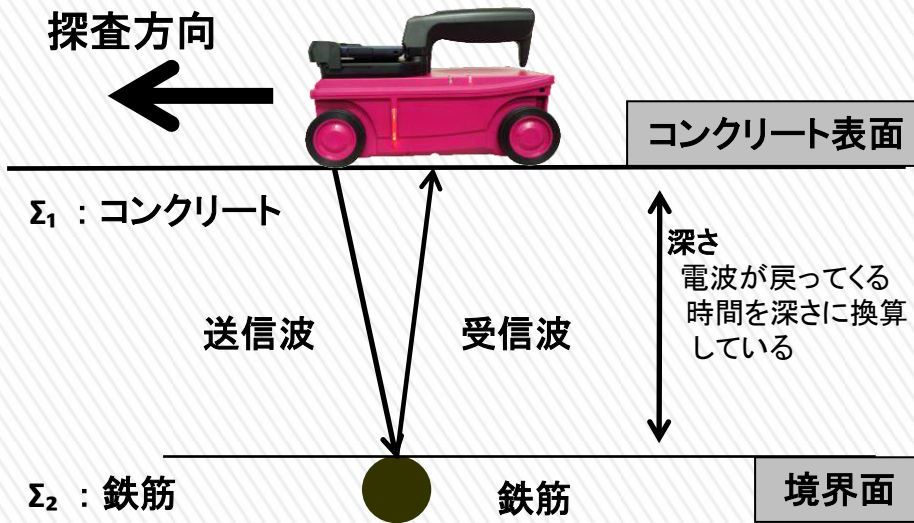 探査方向
コンクリート表面
Σ₁ : コンクリート
深さ
電波が戻ってくる
時間を深さに換算
している
送信波
受信波
Σ₂ : 鉄筋
鉄筋
境界面